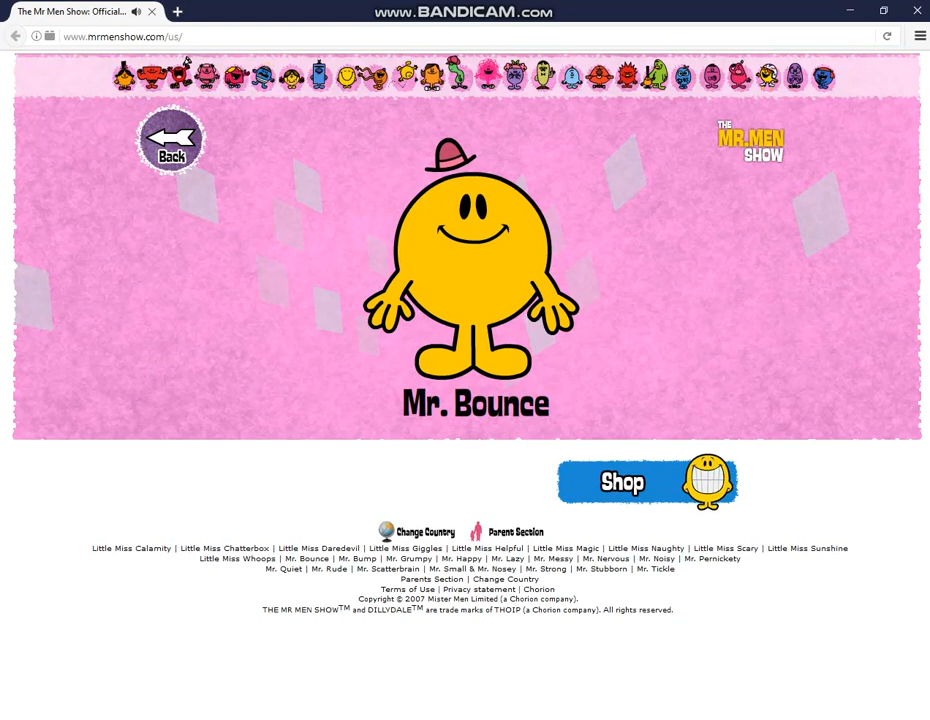 The Mr Men Show: Official...
www.BANDICAM.com
www.mrmenshow.com/us/
Back
THE
MR.MEN
SHOW
Mr. Bounce
Shop
Change Country
Parent Section
Little Miss Calamity | Little Miss Chatterbox | Little Miss Daredevil | Little Miss Giggles | Little Miss Helpful | Little Miss Magic | Little Miss Naughty | Little Miss Scary | Little Miss Sunshine
Little Miss Whoops | Mr. Bounce | Mr. Bump | Mr. Grumpy | Mr. Happy | Mr. Lazy | Mr. Messy | Mr. Nervous | Mr. Noisy | Mr. Pernickety
Mr. Quiet | Mr. Rude | Mr. Scatterbrain | Mr. Small & Mr. Nosey | Mr. Strong | Mr. Stubborn | Mr. Tickle
Parents Section | Change Country
Terms of Use | Privacy statement | Chorion
Copyright © 2007 Mister Men Limited (a Chorion company).
THE MR MEN SHOW™ and DILLYDALE™ are trade marks of THOIP (a Chorion company). All rights reserved.